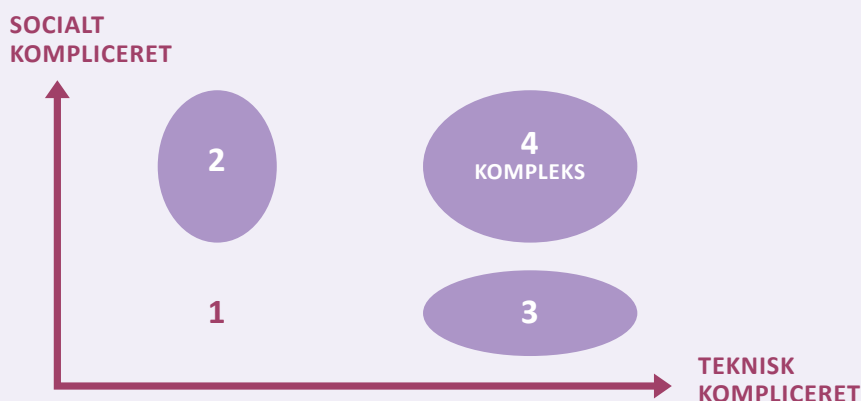 SOCIALT
KOMPLICERET
2
4
KOMPLEKS
1
3
TEKNISK
KOMPLICERET